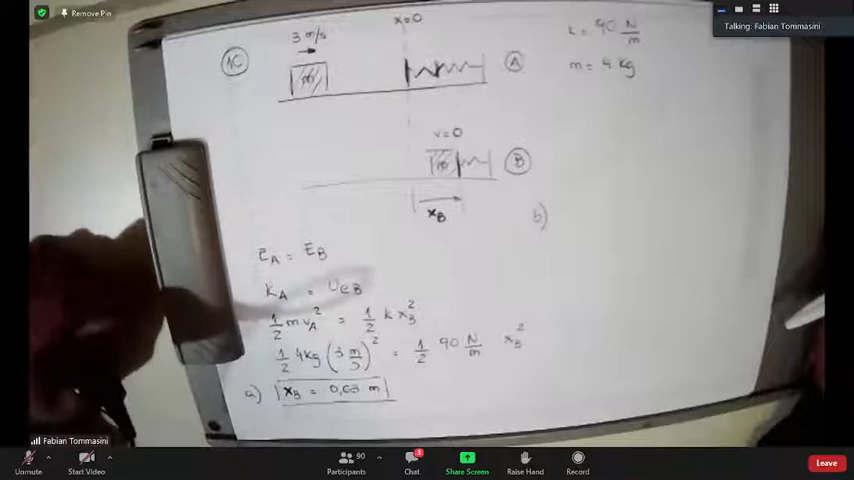 Remove Pin
Talking: Fabian Tommasini
x=0
k = 90 N/m
3 m/s
1C
m
A
m = 4 Kg
v=0
m
B
x_B
b)
E_A = E_B
K_A = U_eB
1/2 m v_A^2 = 1/2 k x_B^2
1/2 4Kg (3 m/s)^2 = 1/2 90 N/m x_B^2
a) x_B = 0,63 m
Fabian Tommasini
Unmute
Start Video
90
Participants
3
Chat
Share Screen
Raise Hand
Record
Leave